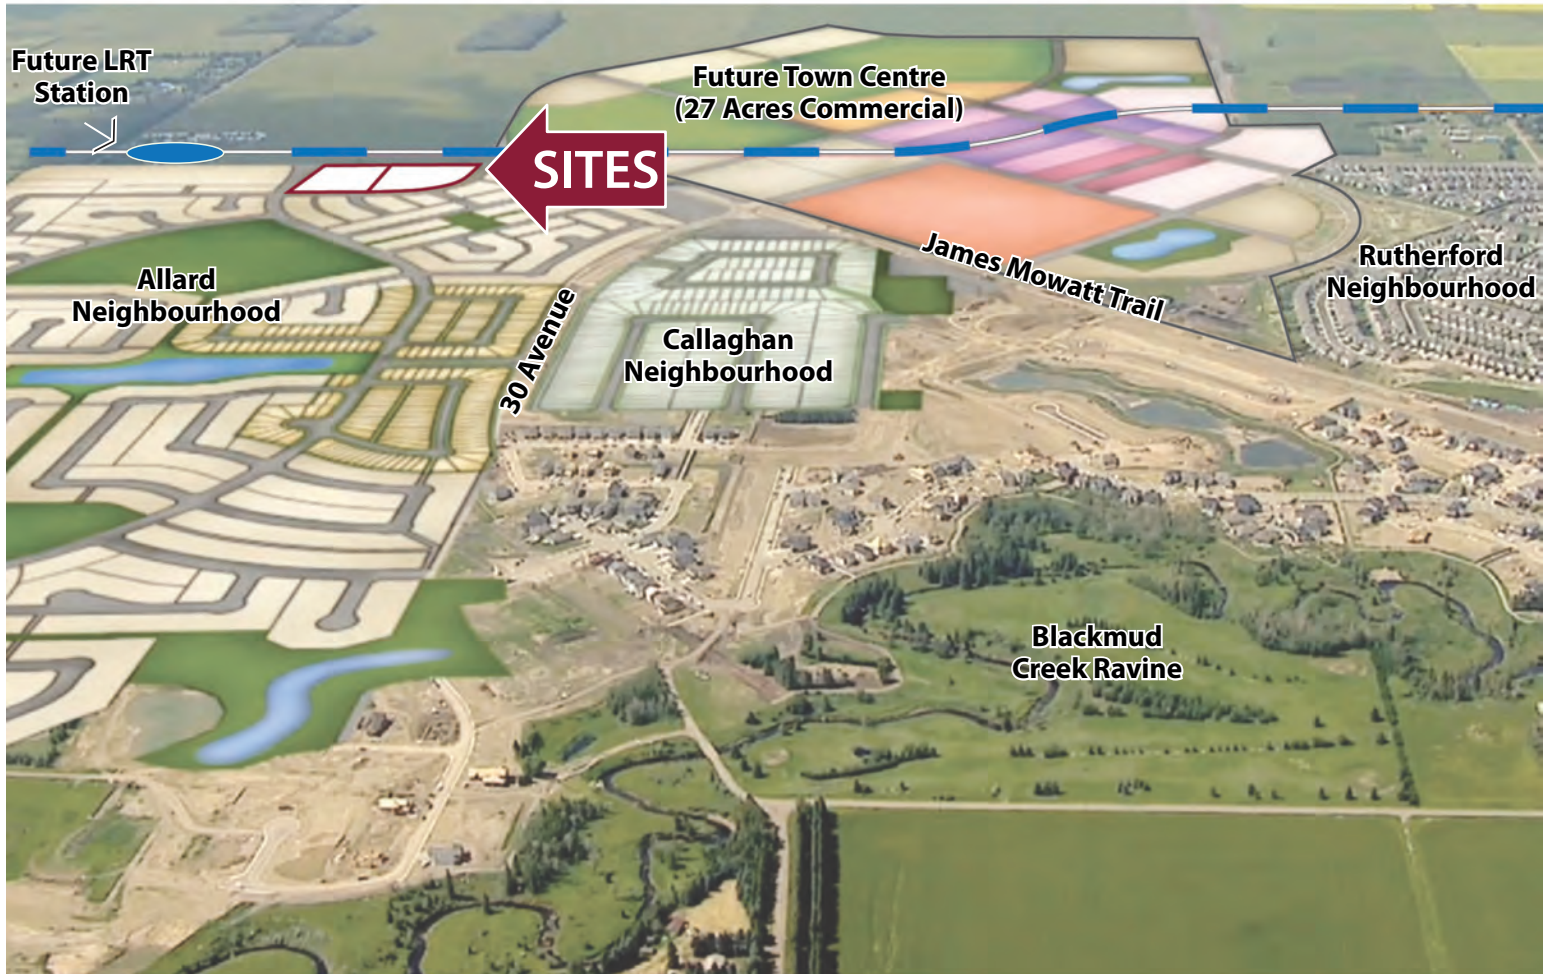 Future LRT
Station
Future Town Centre
(27 Acres Commercial)
SITES
James Mowatt Trail
Rutherford
Neighbourhood
Allard
Neighbourhood
30 Avenue
Callaghan
Neighbourhood
Blackmud
Creek Ravine